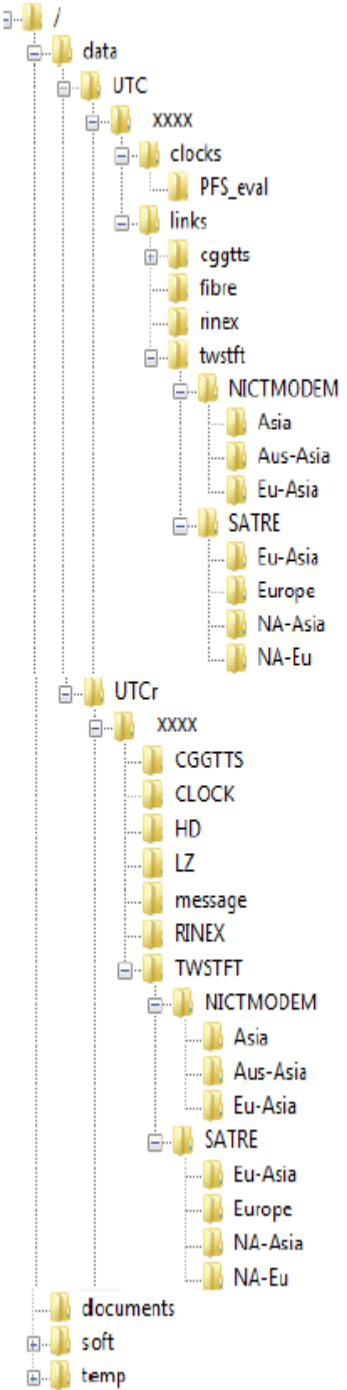 /
data
UTC
xxxx
clocks
PFS_eval
links
cggtts
fibre
rinex
twstft
NICTMODEM
Asia
Aus-Asia
Eu-Asia
SATRE
Eu-Asia
Europe
NA-Asia
NA-Eu
UTCr
xxxx
CGGTTS
CLOCK
HD
LZ
message
RINEX
TWSTFT
NICTMODEM
Asia
Aus-Asia
Eu-Asia
SATRE
Eu-Asia
Europe
NA-Asia
NA-Eu
documents
soft
temp